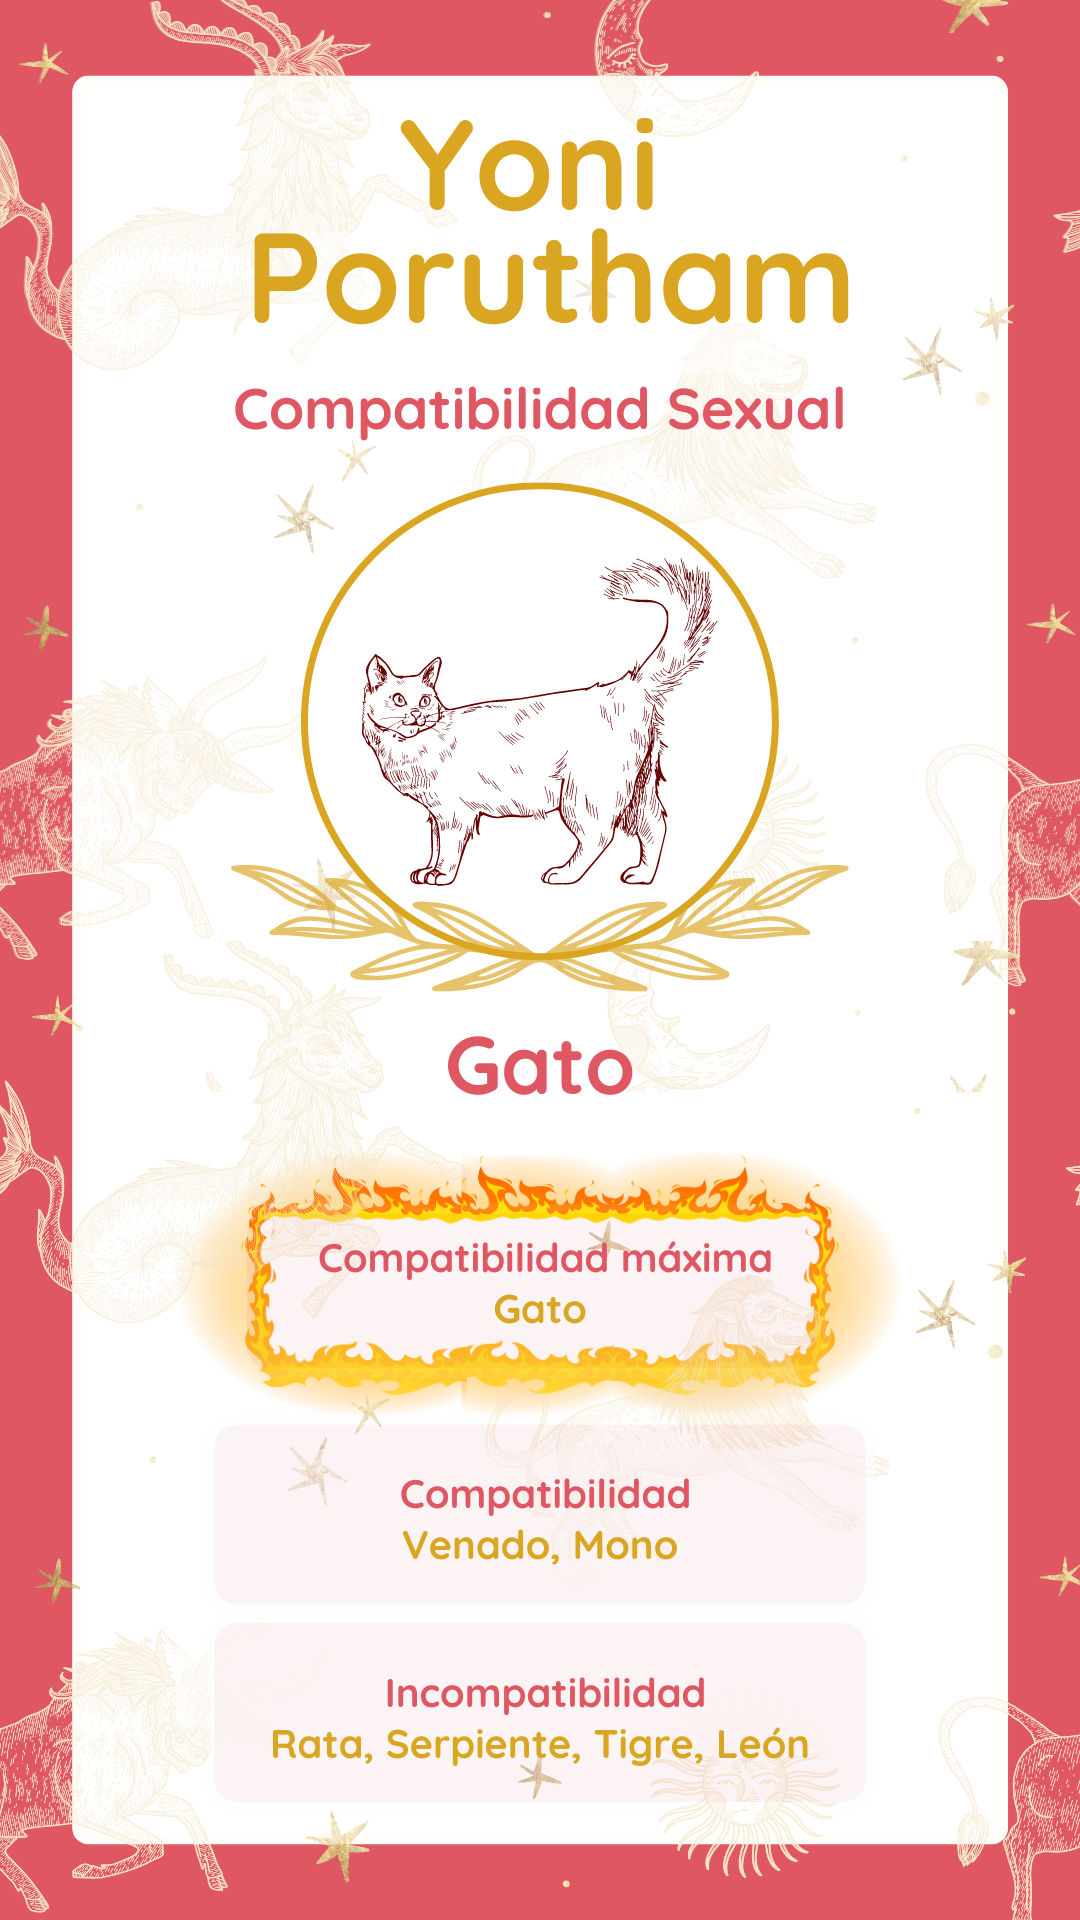 Yoni
Porutham
Compatibilidad Sexual
Gato
Compatibilidad máxima
Gato
Compatibilidad
Venado, Mono
Incompatibilidad
Rata, Serpiente, Tigre, León